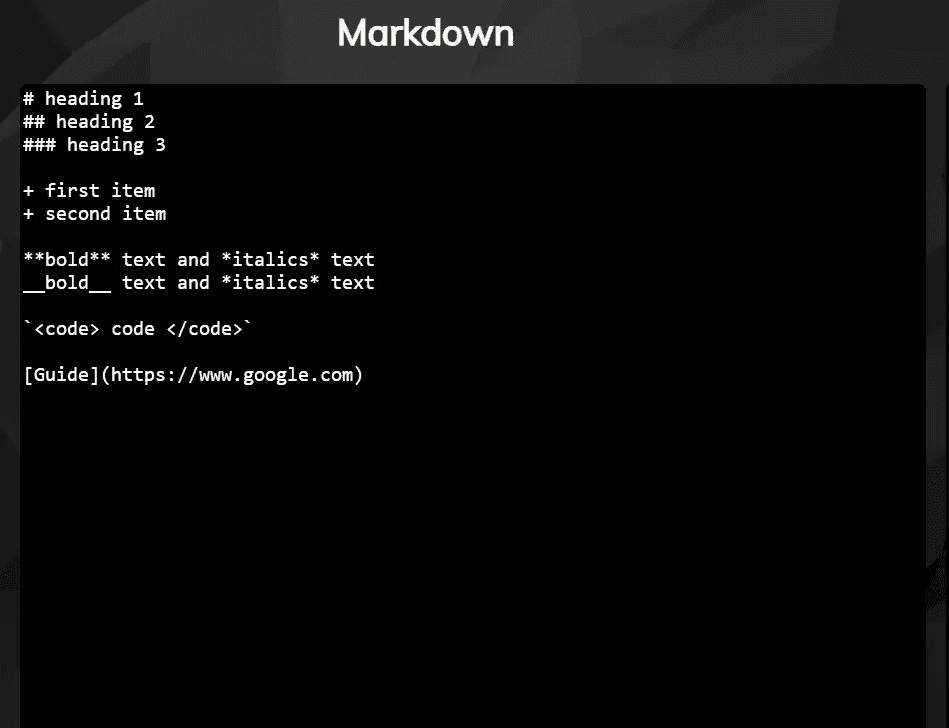 Markdown
# heading 1
## heading 2
### heading 3
+ first item
+ second item
**bold** text and *italics* text
__bold__ text and *italics* text
`<code> code </code>`
[Guide](https://www.google.com)